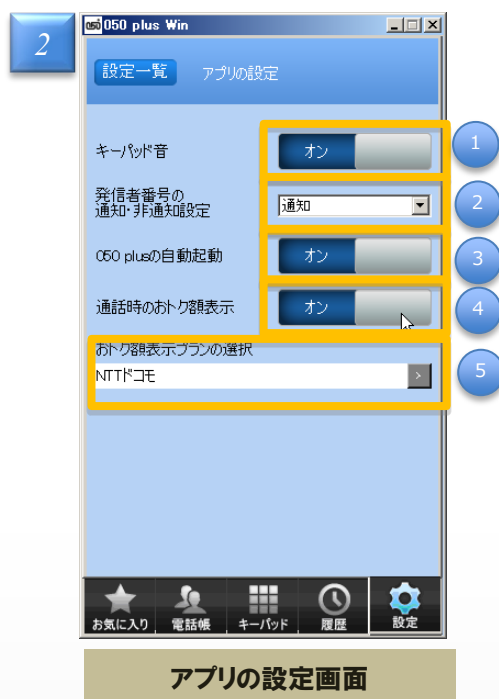 2
050 050 plus Win
設定一覧 アプリの設定
キーパッド音 オン 1
発信者番号の
通知・非通知設定 通知 2
050 plusの自動起動 オン 3
通話時のおトク額表示 オン 4
おトク額表示プランの選択
NTTドコモ > 5
お気に入り 電話帳 キーパッド 履歴 設定
アプリの設定画面